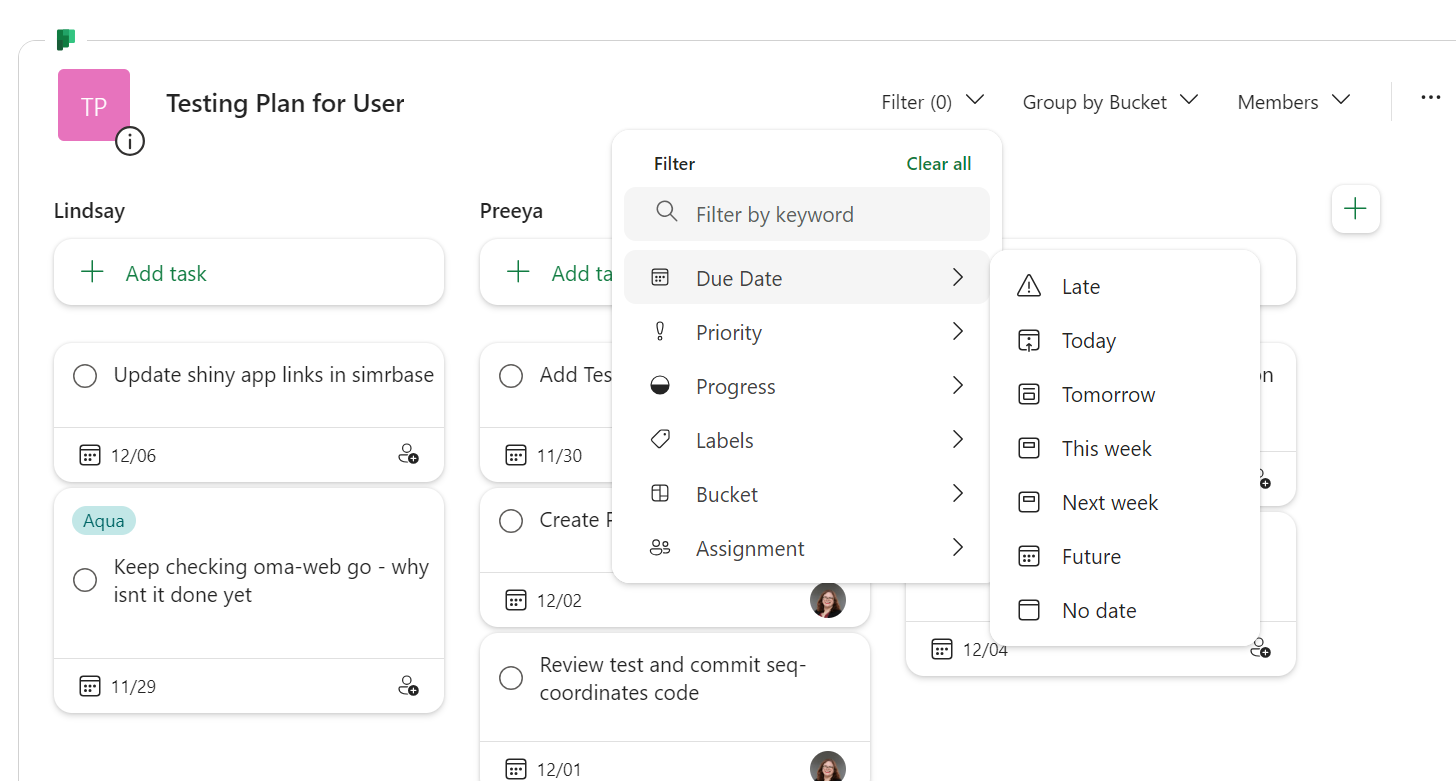 TP
Testing Plan for User
Filter (0)
Group by Bucket
Members
Filter
Clear all
Filter by keyword
Due Date
Priority
Progress
Labels
Bucket
Assignment
Late
Today
Tomorrow
This week
Next week
Future
No date
Lindsay
Add task
Update shiny app links in simrbase
12/06
Aqua
Keep checking oma-web go - why
isnt it done yet
11/29
Preeya
Add ta
Add Tes
11/30
Create
12/02
Review test and commit seq-
coordinates code
12/01
on
12/04